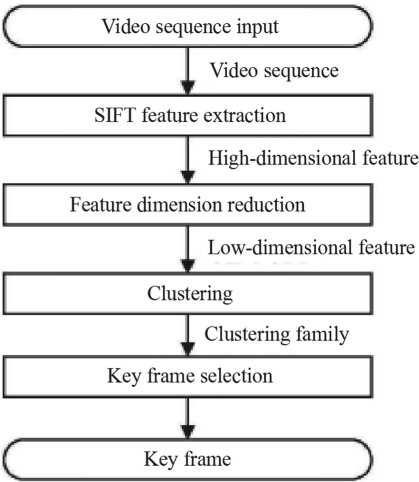 Video sequence input
Video sequence
SIFT feature extraction
High-dimensional feature
Feature dimension reduction
Low-dimensional feature
Clustering
Clustering family
Key frame selection
Key frame